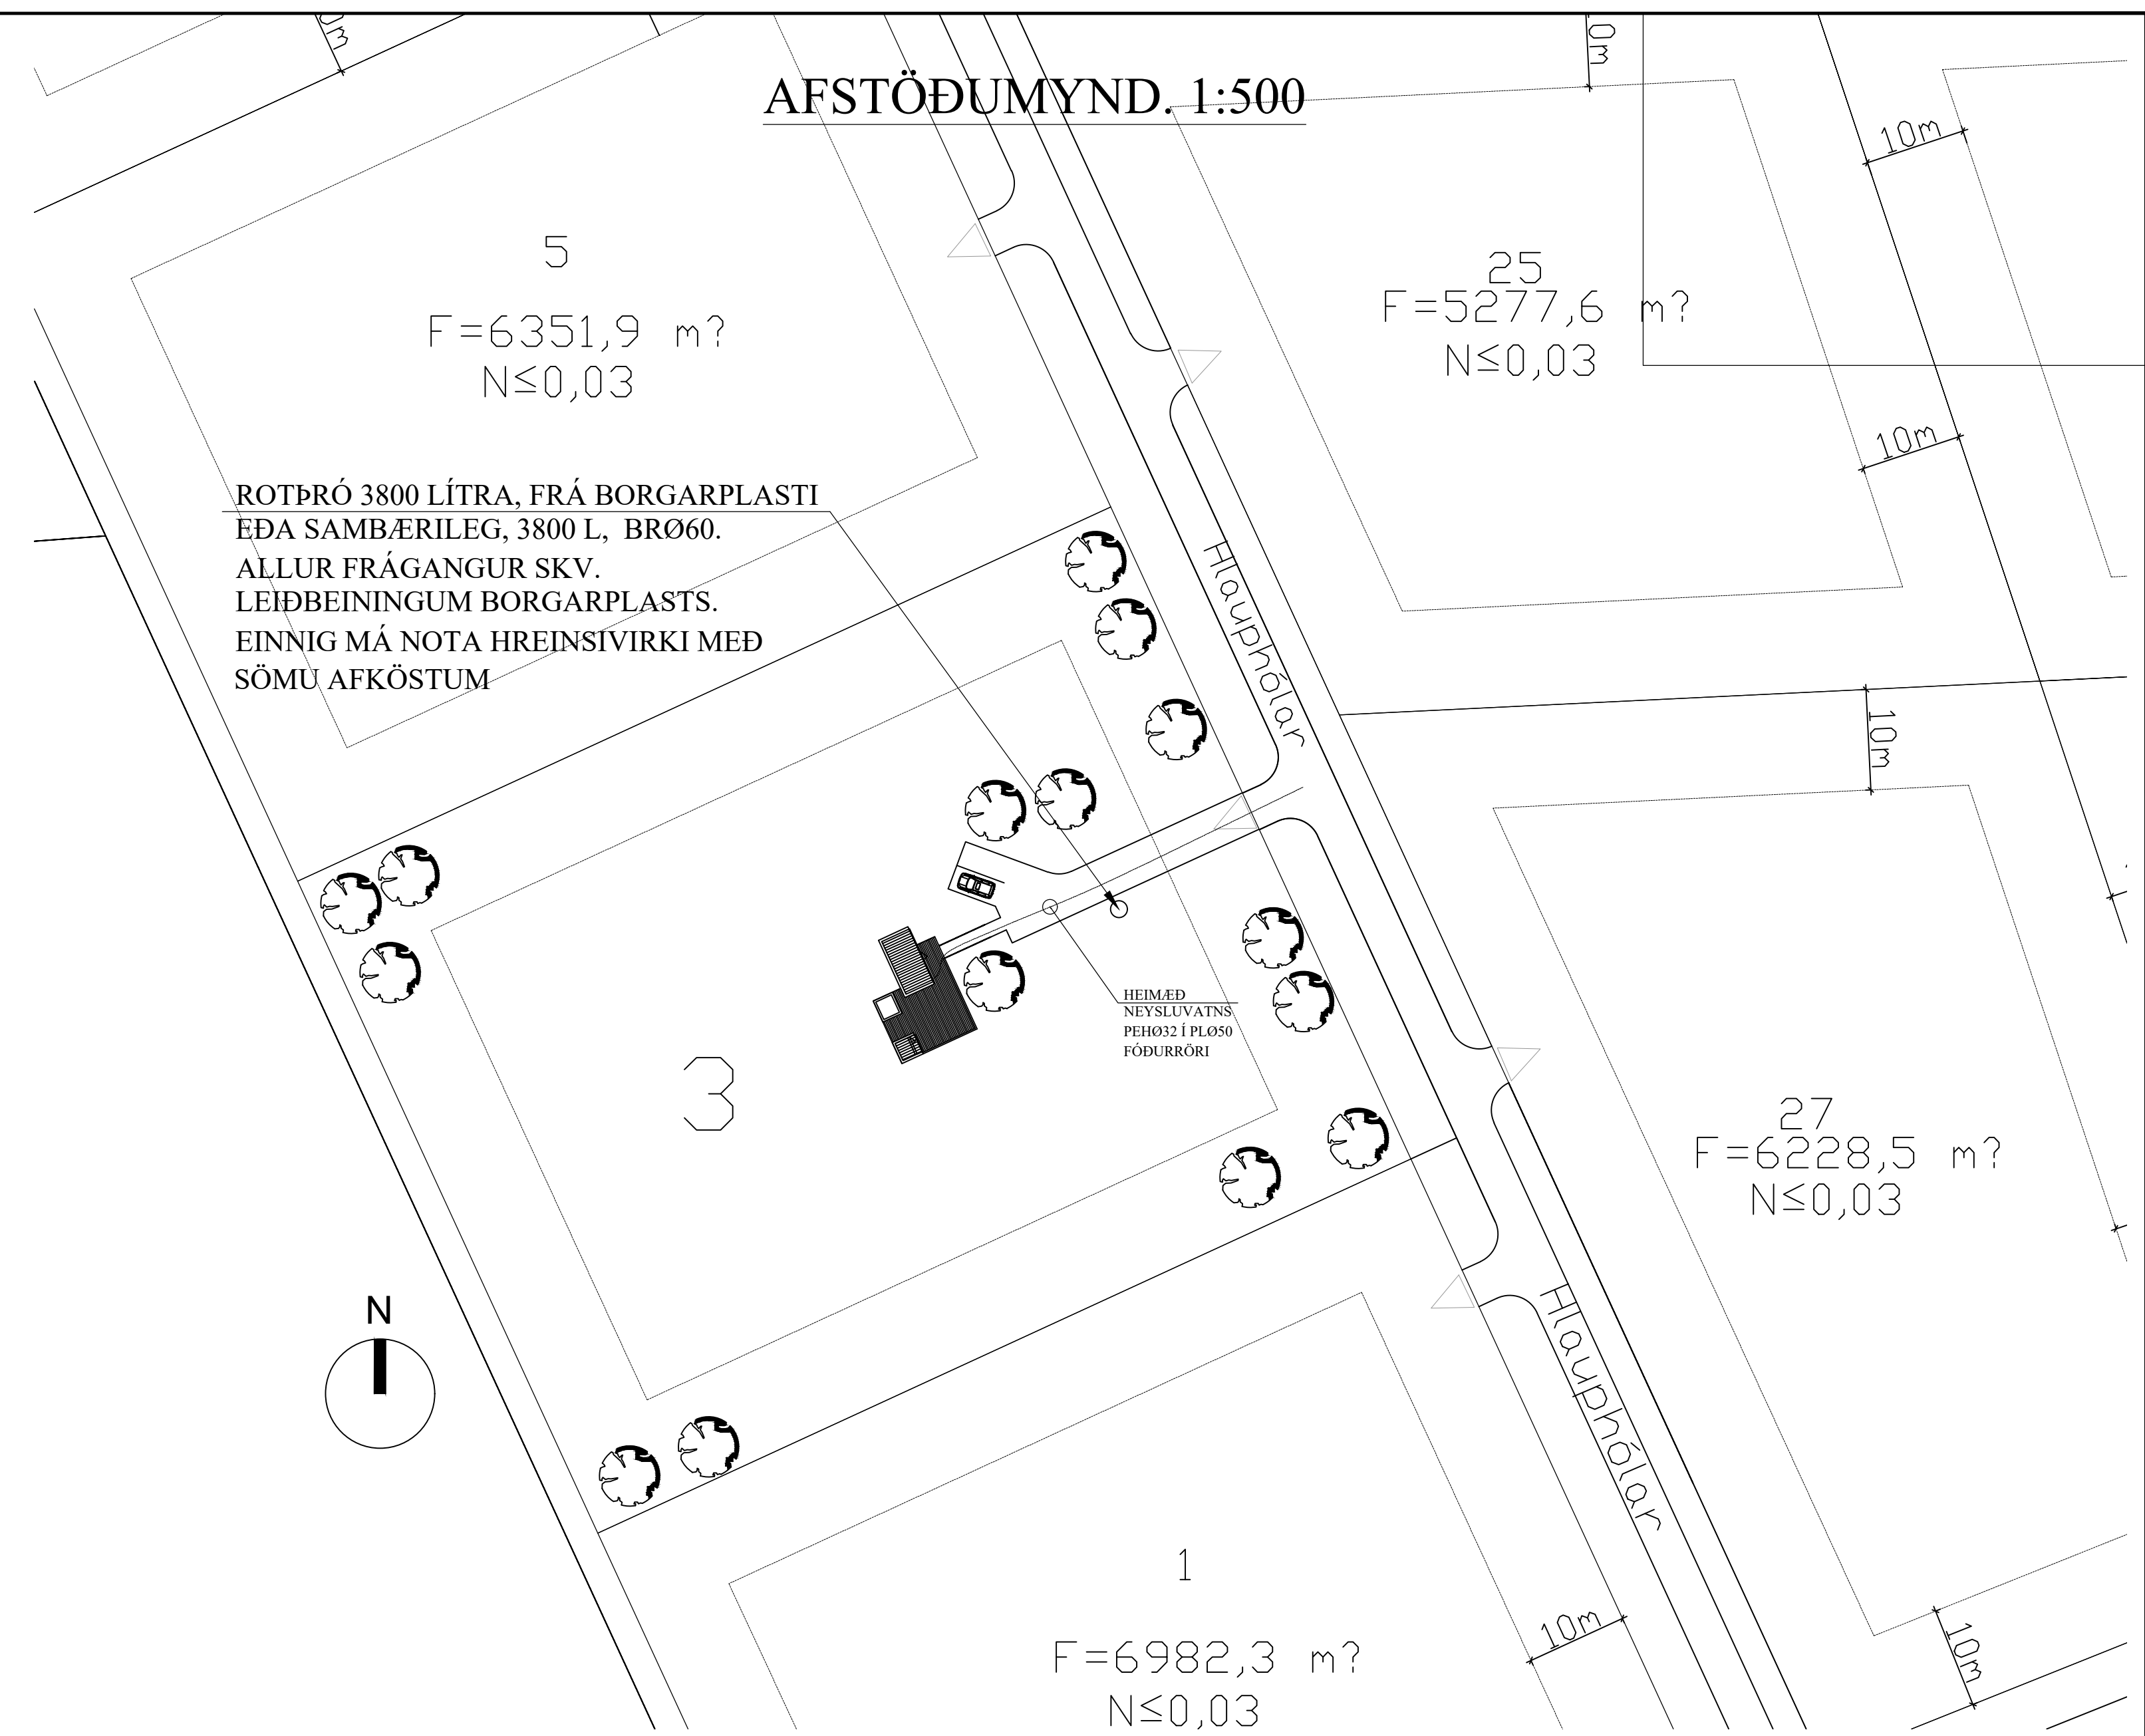 0m
0m
AFSTÖÐUMYND. 1:500
10m
5
F=6351,9 m?
N≤0,03
25
F=5277,6 m?
N≤0,03
10m
ROTÞRÓ 3800 LÍTRA, FRÁ BORGARPLASTI
EÐA SAMBÆRILEG, 3800 L, BRØ60.
ALLUR FRÁGANGUR SKV.
LEIÐBEININGUM BORGARPLASTS.
EINNIG MÁ NOTA HREINSIVIRKI MEÐ
SÖMU AFKÖSTUM
Hlauphólar
10m
HEIMÆÐ
NEYSLUVATNS
PEHØ32 Í PLØ50
FÓÐURRÖRI
3
27
F=6228,5 m?
N≤0,03
N
Hlauphólar
1
F=6982,3 m?
N≤0,03
10m
10m